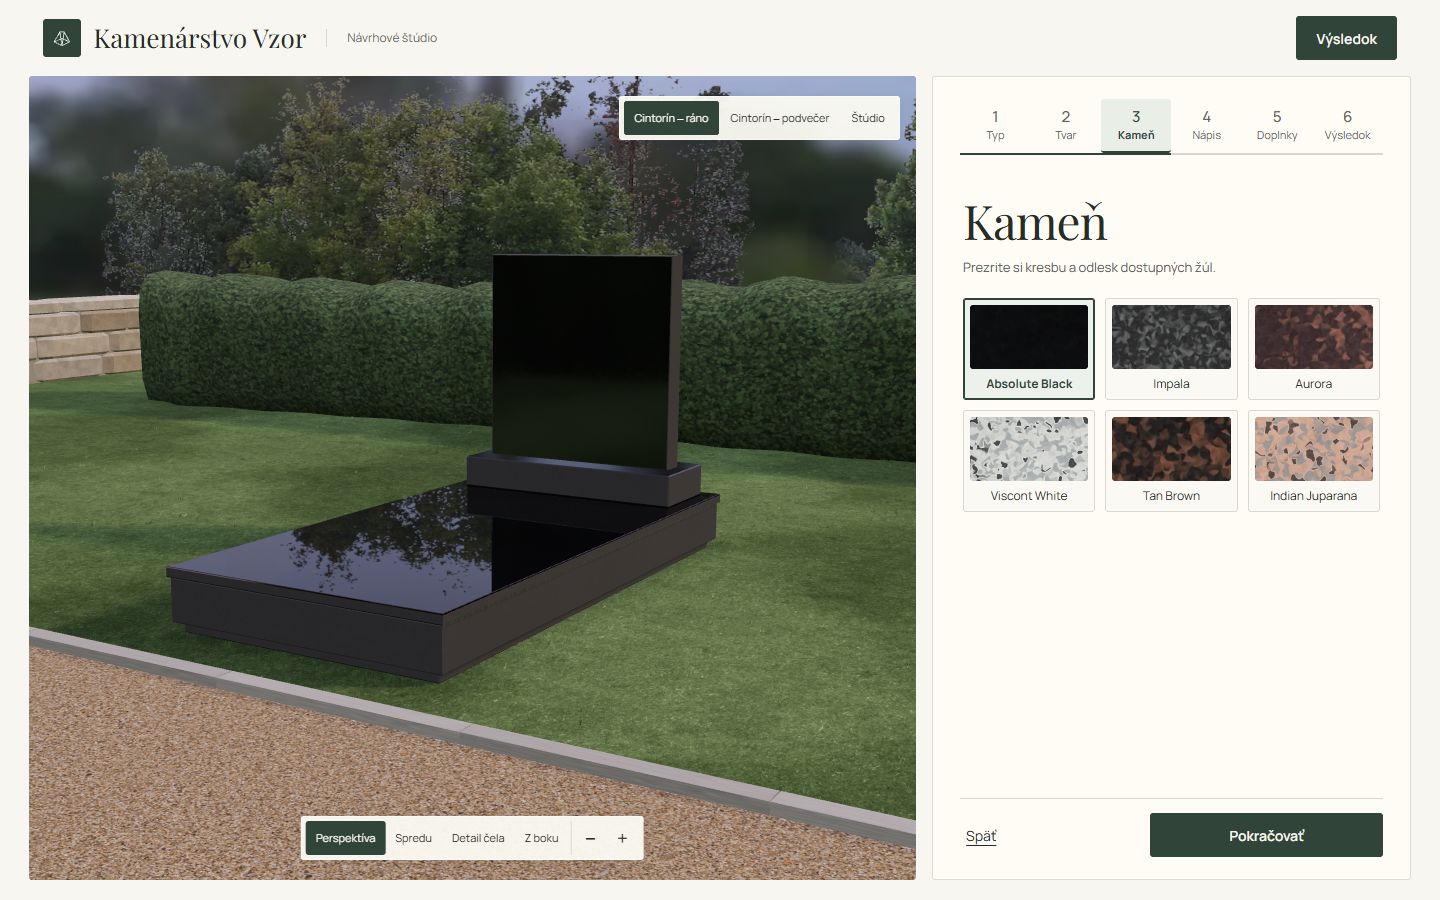 Kamenárstvo Vzor
Návrhové štúdio
Výsledok
Cintorín – ráno
Cintorín – podvečer
Štúdio
1
Typ
2
Tvar
3
Kameň
4
Nápis
5
Doplnky
6
Výsledok
Kameň
Prezrite si kresbu a odlesk dostupných žúl.
Absolute Black
Impala
Aurora
Viscont White
Tan Brown
Indian Juparana
Perspektíva
Spredu
Detail čela
Z boku
−
+
Späť
Pokračovať